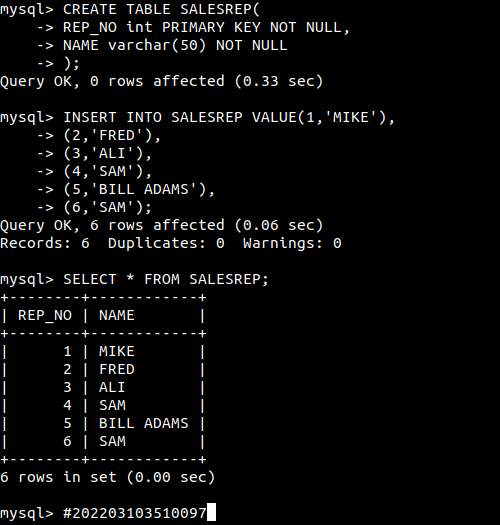 mysql> CREATE TABLE SALESREP(
    -> REP_NO int PRIMARY KEY NOT NULL,
    -> NAME varchar(50) NOT NULL
    -> );
Query OK, 0 rows affected (0.33 sec)

mysql> INSERT INTO SALESREP VALUE(1,'MIKE'),
    -> (2,'FRED'),
    -> (3,'ALI'),
    -> (4,'SAM'),
    -> (5,'BILL ADAMS'),
    -> (6,'SAM');
Query OK, 6 rows affected (0.06 sec)
Records: 6  Duplicates: 0  Warnings: 0

mysql> SELECT * FROM SALESREP;
+--------+------------+
| REP_NO | NAME       |
+--------+------------+
|      1 | MIKE       |
|      2 | FRED       |
|      3 | ALI        |
|      4 | SAM        |
|      5 | BILL ADAMS |
|      6 | SAM        |
+--------+------------+
6 rows in set (0.00 sec)

mysql> #202203103510097